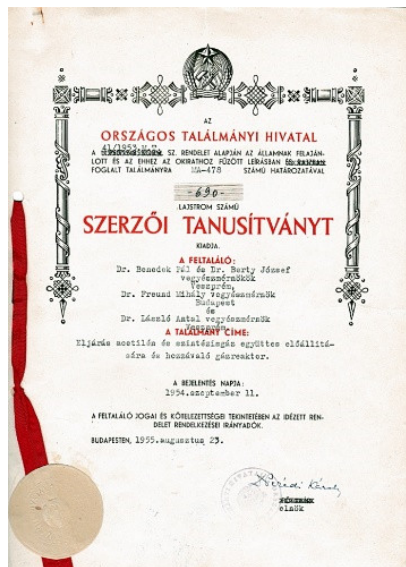 AZ
ORSZÁGOS TALÁLMÁNYI HIVATAL
41/1953.
A SZ. RENDELET ALAPJÁN AZ ÁLLAMNAK FELAJÁN-
LOTT ÉS AZ EHHEZ AZ OKIRATHOZ FŰZÖTT LEÍRÁSBAN
FOGLALT TALÁLMÁNYRA MA-478 SZÁMÚ HATÁROZATÁVAL
-690-
LAJSTROM SZÁMÚ
SZERZŐI TANUSÍTVÁNYT
KIADJA.
A FELTALÁLÓ:
Dr. Benedek Pál és Dr. Berty József
vegyészmérnökök
Veszprém,
Dr. Freund Mihály vegyészmérnök
Budapest
és
Dr. László Antal vegyészmérnök
Veszprém.
A TALÁLMÁNY CÍME:
Eljárás acetilén és szintézisgáz együttes előállítá-
sára és hozzávaló gázreaktor.
A BEJELENTÉS NAPJA:
1954.szeptember 11.
A FELTALÁLÓ JOGAI ÉS KÖTELEZETTSÉGEI TEKINTETÉBEN AZ IDÉZETT REN-
DELET RENDELKEZÉSEI IRÁNYADÓK.
BUDAPESTEN, 1955.augusztus 23.
Károly
elnök